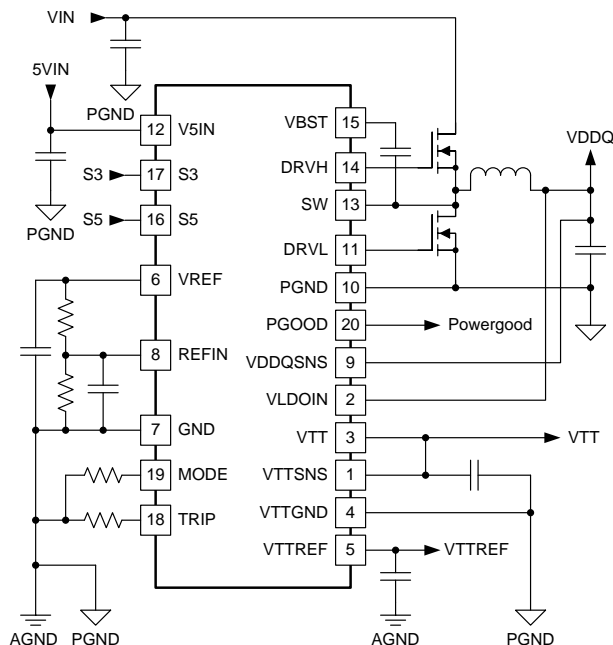 VIN
5VIN
PGND
VDDQ
12 V5IN
VBST 15
S3 17 S3
DRVH 14
S5 16 S5
SW 13
PGND
DRVL 11
6 VREF
PGND 10
PGOOD 20 Powergood
8 REFIN
VDDQSNS 9
VLDOIN 2
7 GND
VTT 3 VTT
19 MODE
VTTSNS 1
18 TRIP
VTTGND 4
VTTREF 5 VTTREF
AGND PGND
AGND PGND